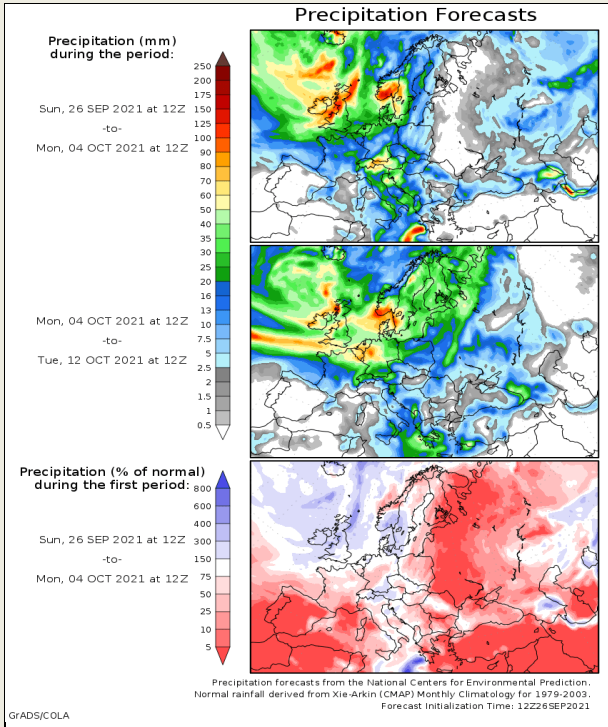 Precipitation Forecasts
Precipitation (mm)
during the period:
Sun, 26 SEP 2021 at 12Z
-to-
Mon, 04 OCT 2021 at 12Z
250
200
175
150
125
100
90
80
70
60
50
40
35
30
25
20
16
13
10
7.5
5
2.5
2
1.5
1
0.5
Mon, 04 OCT 2021 at 12Z
-to-
Tue, 12 OCT 2021 at 12Z
Precipitation (% of normal)
during the first period:
Sun, 26 SEP 2021 at 12Z
-to-
Mon, 04 OCT 2021 at 12Z
800
600
400
300
150
75
50
25
10
5
Precipitation forecasts from the National Centers for Environmental Prediction.
Normal rainfall derived from Xie-Arkin (CMAP) Monthly Climatology for 1979-2003.
Forecast Initialization Time: 12Z26SEP2021
GrADS/COLA